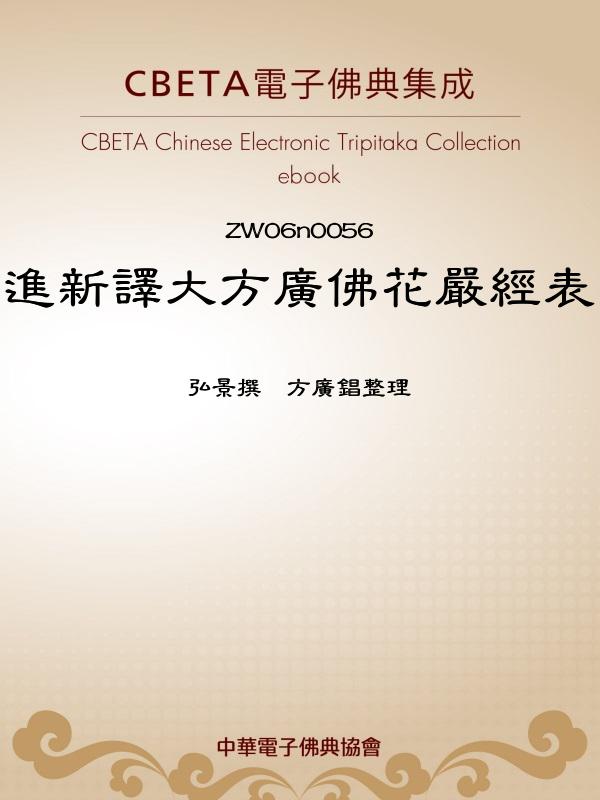 CBETA電子佛典集成
CBETA Chinese Electronic Tripitaka Collection
ebook
ZW06n0056
進新譯大方廣佛花嚴經表
弘景撰　方廣錩整理
中華電子佛典協會